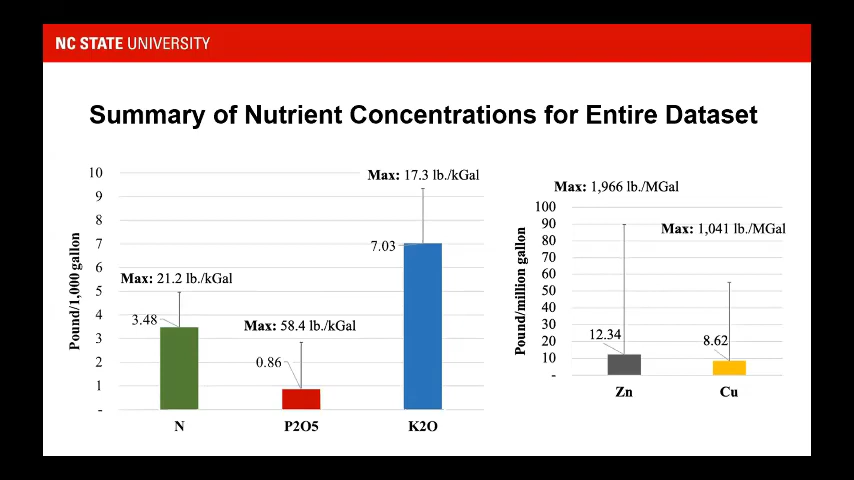 NC STATE UNIVERSITY
Summary of Nutrient Concentrations for Entire Dataset
Pound/1,000 gallon
10
9
8
7
6
5
4
3
2
1
-
Max: 21.2 lb./kGal
3.48
Max: 58.4 lb./kGal
0.86
Max: 17.3 lb./kGal
7.03
N
P2O5
K2O
Pound/million gallon
100
90
80
70
60
50
40
30
20
10
-
Max: 1,966 lb./MGal
12.34
Max: 1,041 lb./MGal
8.62
Zn
Cu